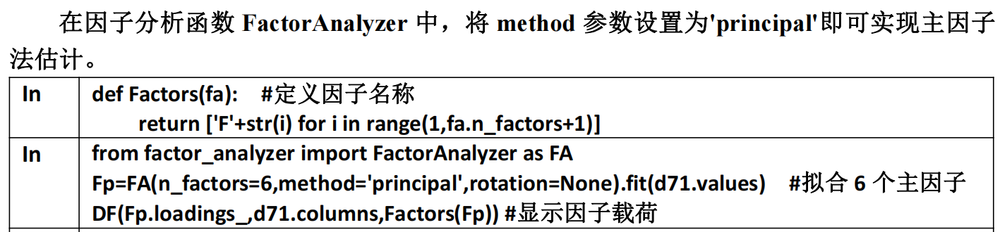 在因子分析函数 FactorAnalyzer 中，将 method 参数设置为'principal'即可实现主因子
法估计。
In def Factors(fa): #定义因子名称
return ['F'+str(i) for i in range(1,fa.n_factors+1)]
In from factor_analyzer import FactorAnalyzer as FA
Fp=FA(n_factors=6,method='principal',rotation=None).fit(d71.values) #拟合 6 个主因子
DF(Fp.loadings_,d71.columns,Factors(Fp)) #显示因子载荷